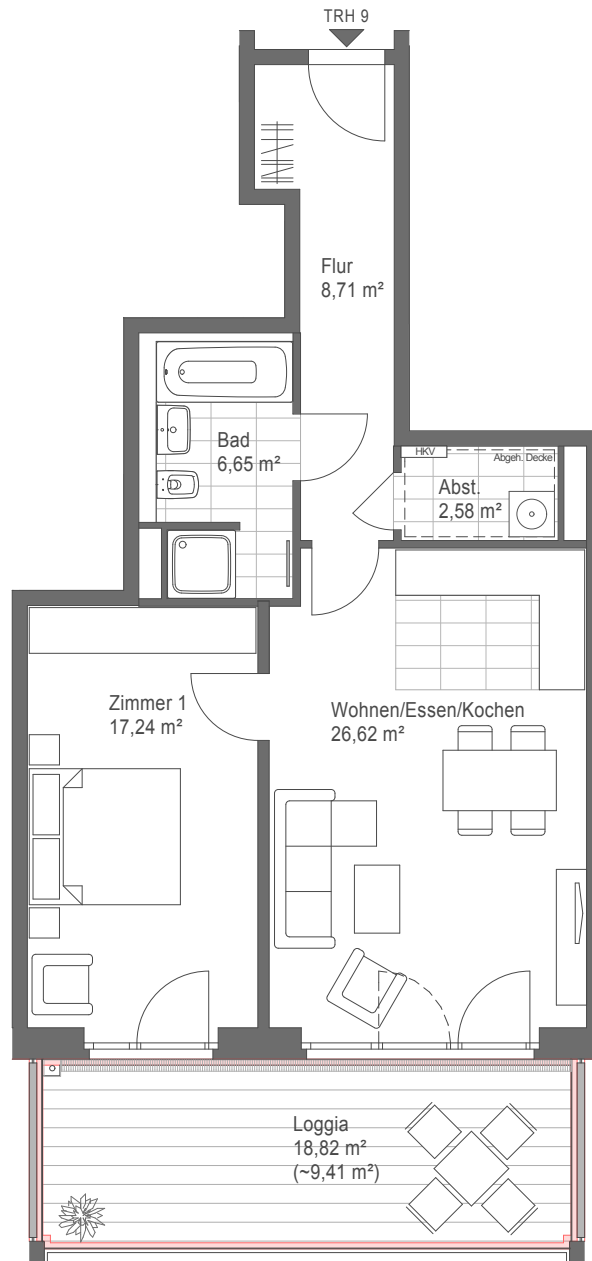 TRH 9
Flur
8,71 m²
Bad
6,65 m²
HKV
Abgeh. Decke
Abst.
2,58 m²
Zimmer 1
17,24 m²
Wohnen/Essen/Kochen
26,62 m²
Loggia
18,82 m²
(~9,41 m²)